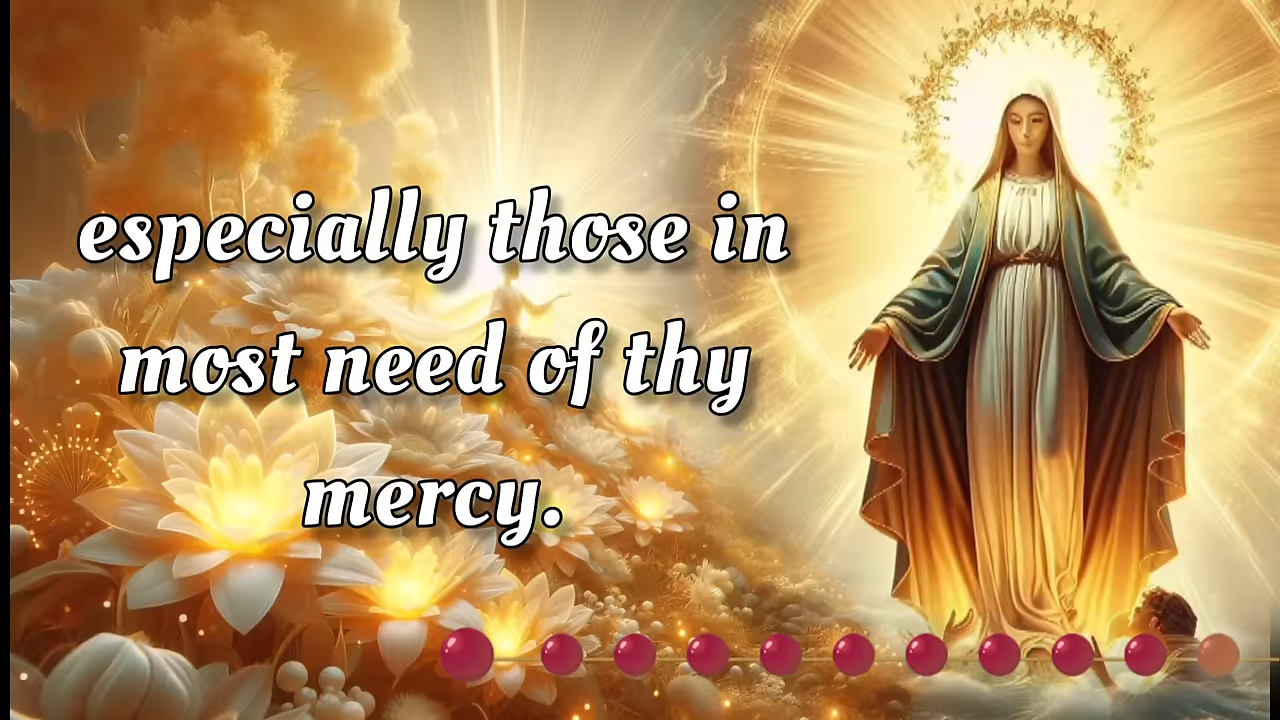 especially those in
most need of thy
mercy.